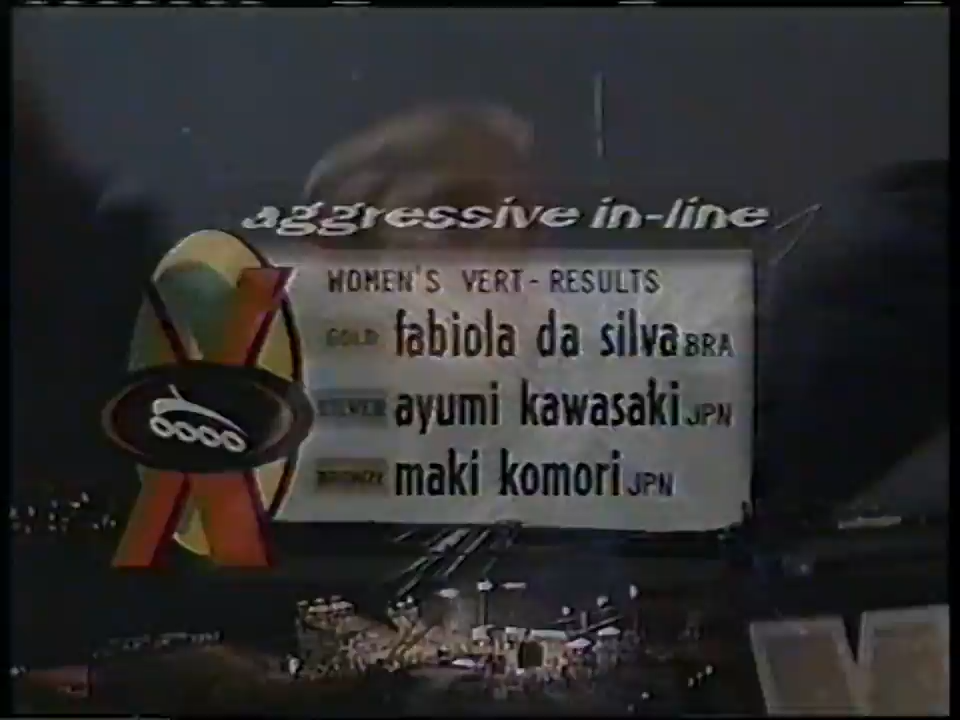 aggressive in-line
WOMEN'S VERT-RESULTS
GOLD fabiola da silva BRA
SILVER ayumi kawasaki JPN
BRONZE maki komori JPN